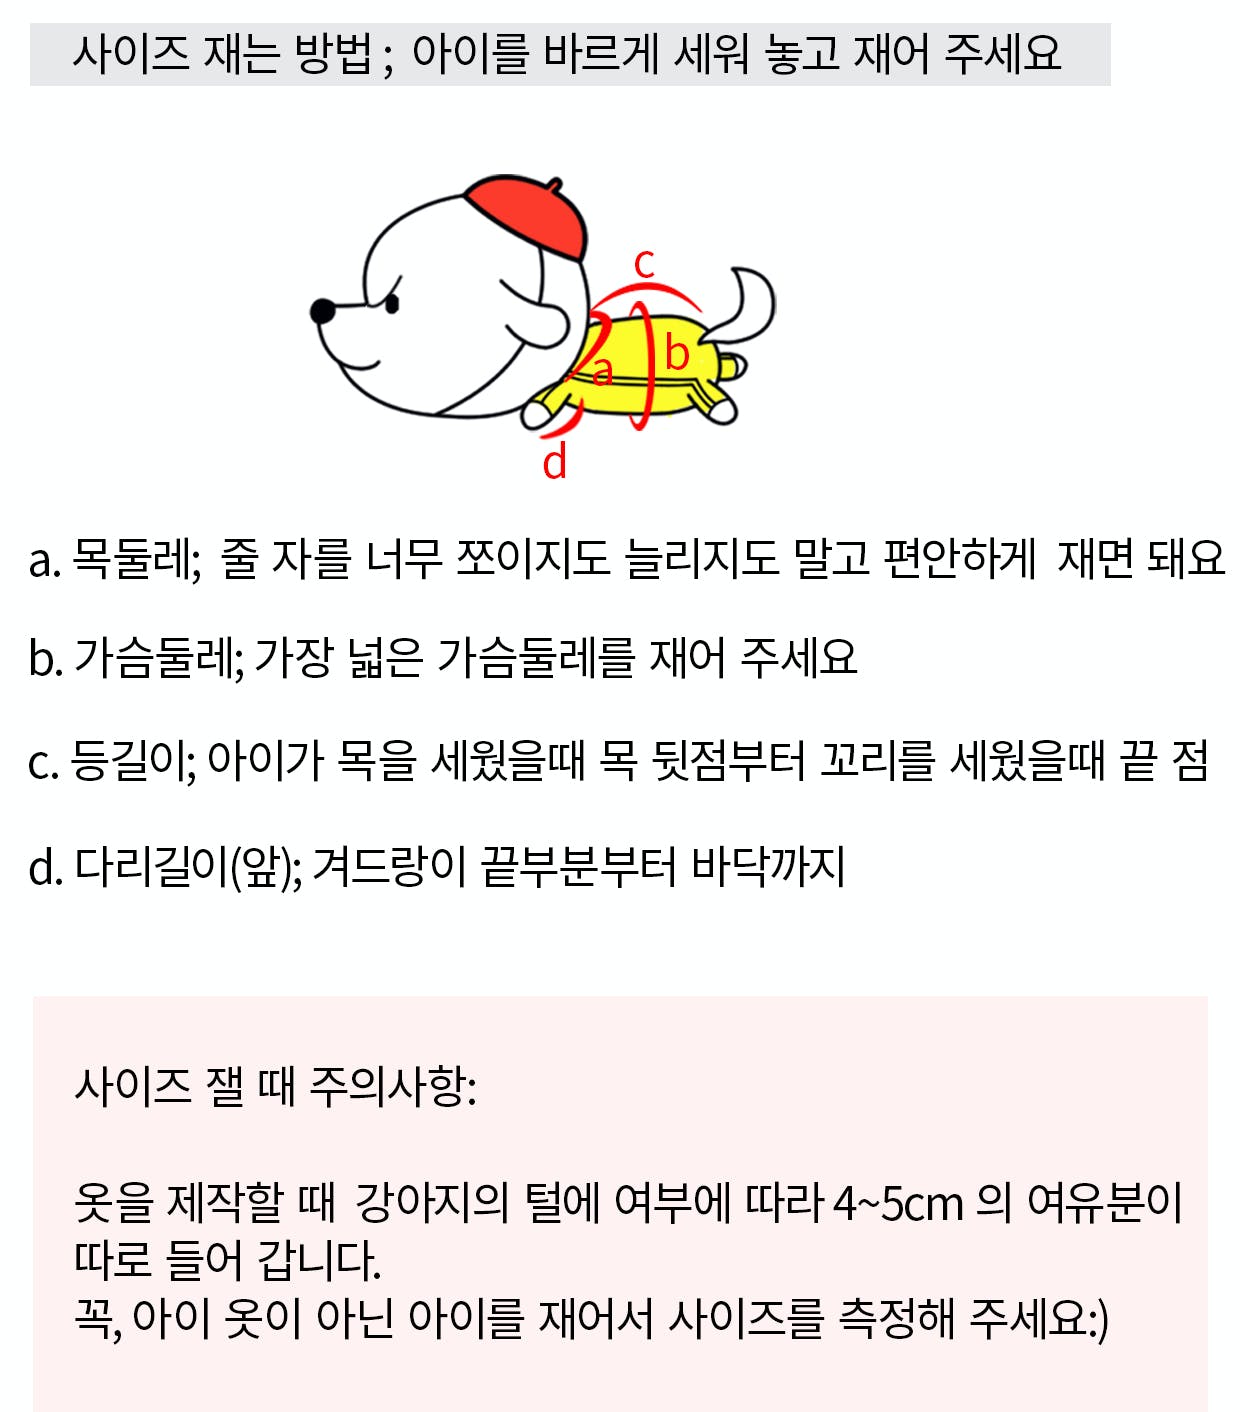 사이즈 재는 방법 ; 아이를 바르게 세워 놓고 재어 주세요
c
a
b
d
a. 목둘레; 줄 자를 너무 쪼이지도 늘리지도 말고 편안하게 재면 돼요
b. 가슴둘레; 가장 넓은 가슴둘레를 재어 주세요
c. 등길이; 아이가 목을 세웠을때 목 뒷점부터 꼬리를 세웠을때 끝 점
d. 다리길이(앞); 겨드랑이 끝부분부터 바닥까지
사이즈 잴 때 주의사항:
옷을 제작할 때 강아지의 털에 여부에 따라 4~5cm 의 여유분이
따로 들어 갑니다.
꼭, 아이 옷이 아닌 아이를 재어서 사이즈를 측정해 주세요:)